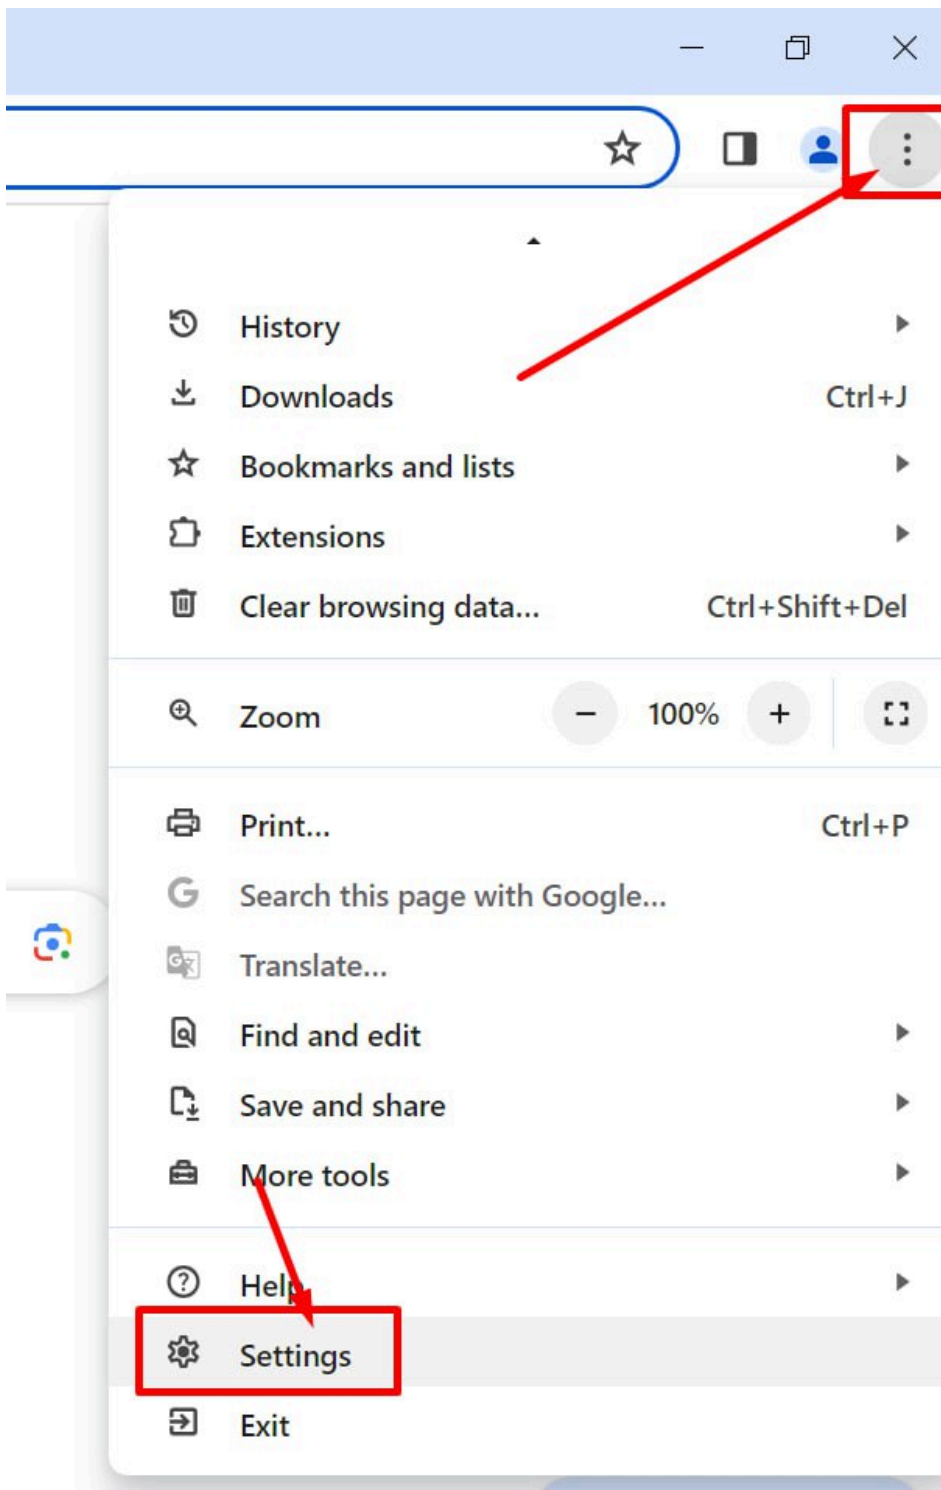 History
Downloads Ctrl+J
Bookmarks and lists
Extensions
Clear browsing data... Ctrl+Shift+Del
Zoom − 100% +
Print... Ctrl+P
Search this page with Google...
Translate...
Find and edit
Save and share
More tools
Help
Settings
Exit